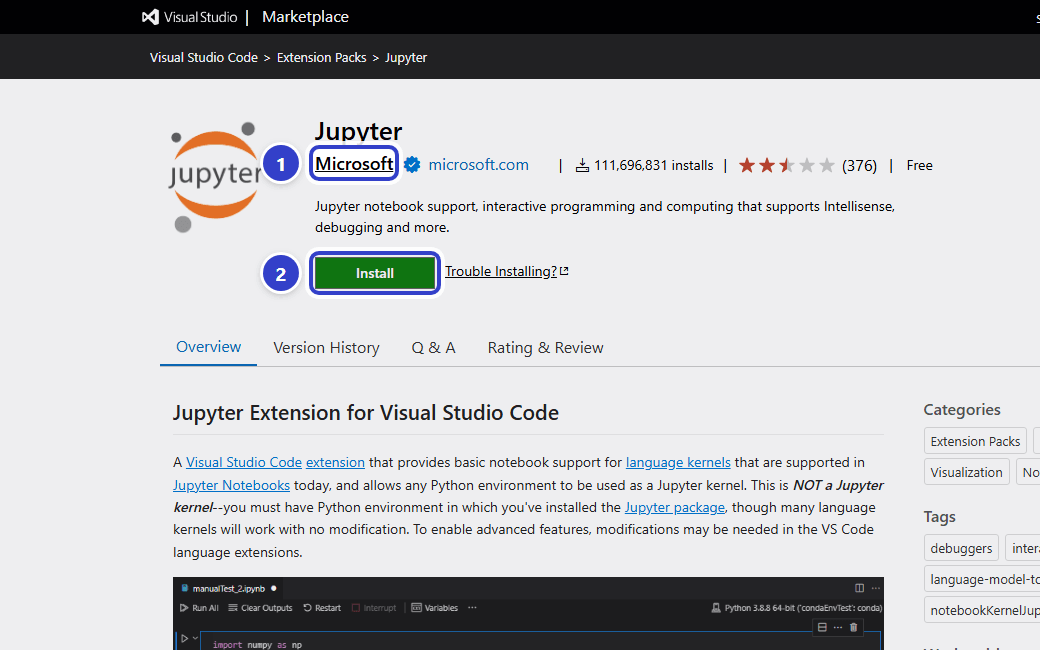 Visual Studio | Marketplace
Visual Studio Code > Extension Packs > Jupyter
jupyter
Jupyter
1
Microsoft microsoft.com | 111,696,831 installs | (376) | Free
Jupyter notebook support, interactive programming and computing that supports Intellisense,
debugging and more.
2
Install Trouble Installing?
Overview Version History Q & A Rating & Review
Jupyter Extension for Visual Studio Code
A Visual Studio Code extension that provides basic notebook support for language kernels that are supported in
Jupyter Notebooks today, and allows any Python environment to be used as a Jupyter kernel. This is NOT a Jupyter
kernel--you must have Python environment in which you've installed the Jupyter package, though many language
kernels will work with no modification. To enable advanced features, modifications may be needed in the VS Code
language extensions.
manualTest_2.ipynb
Run All Clear Outputs Restart Interrupt | Variables ... Python 3.8.8 64-bit ('condaEnvTest': conda)
import numpy as np
Categories
Extension Packs
Visualization
Tags
debuggers